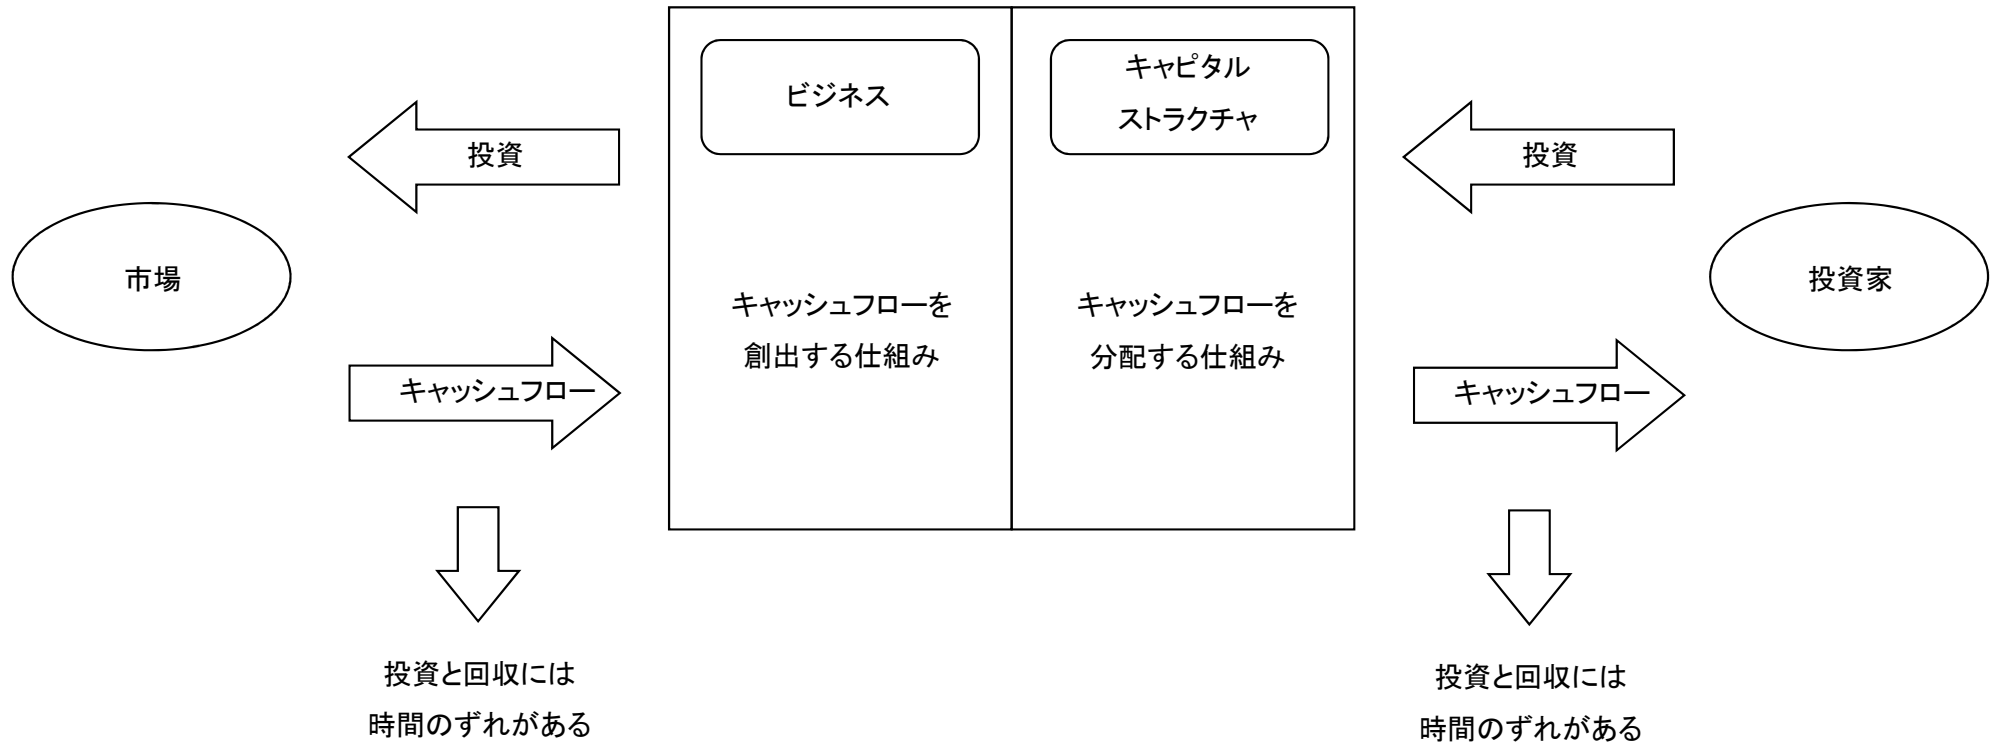 ビジネス
キャピタル
ストラクチャ
投資
投資
市場
投資家
キャッシュフローを
創出する仕組み
キャッシュフローを
分配する仕組み
キャッシュフロー
キャッシュフロー
投資と回収には
時間のずれがある
投資と回収には
時間のずれがある